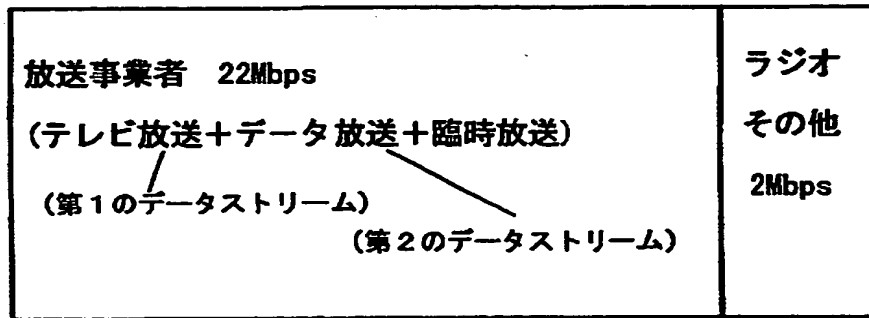 放送事業者 22Mbps
(テレビ放送+データ放送+臨時放送)
(第1のデータストリーム)
(第2のデータストリーム)
ラジオ
その他
2Mbps